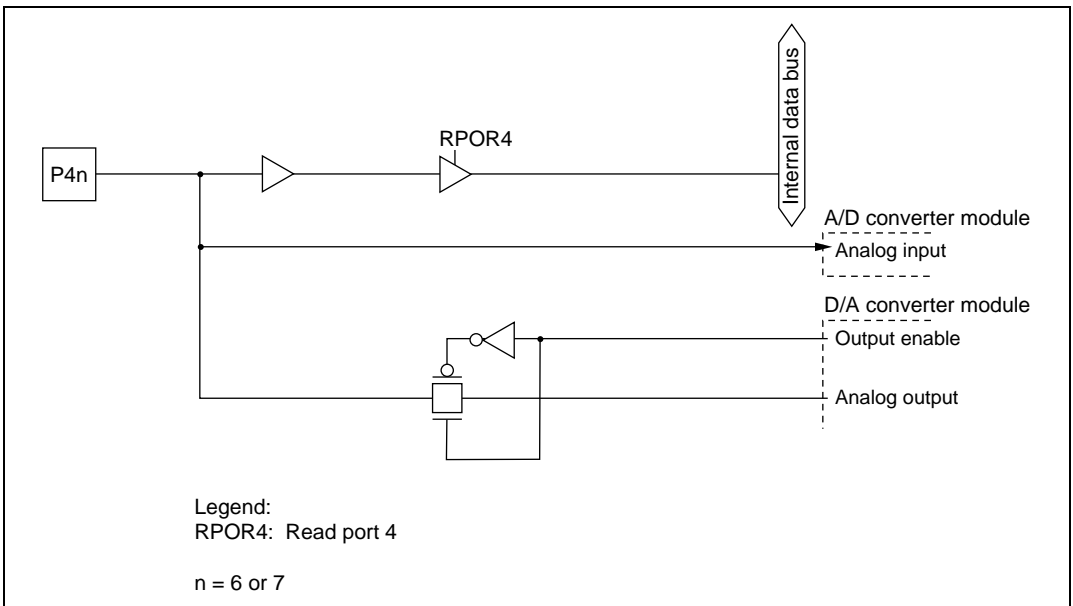 Internal data bus
RPOR4
P4n
A/D converter module
Analog input
D/A converter module
Output enable
Analog output
Legend:
RPOR4: Read port 4
n = 6 or 7